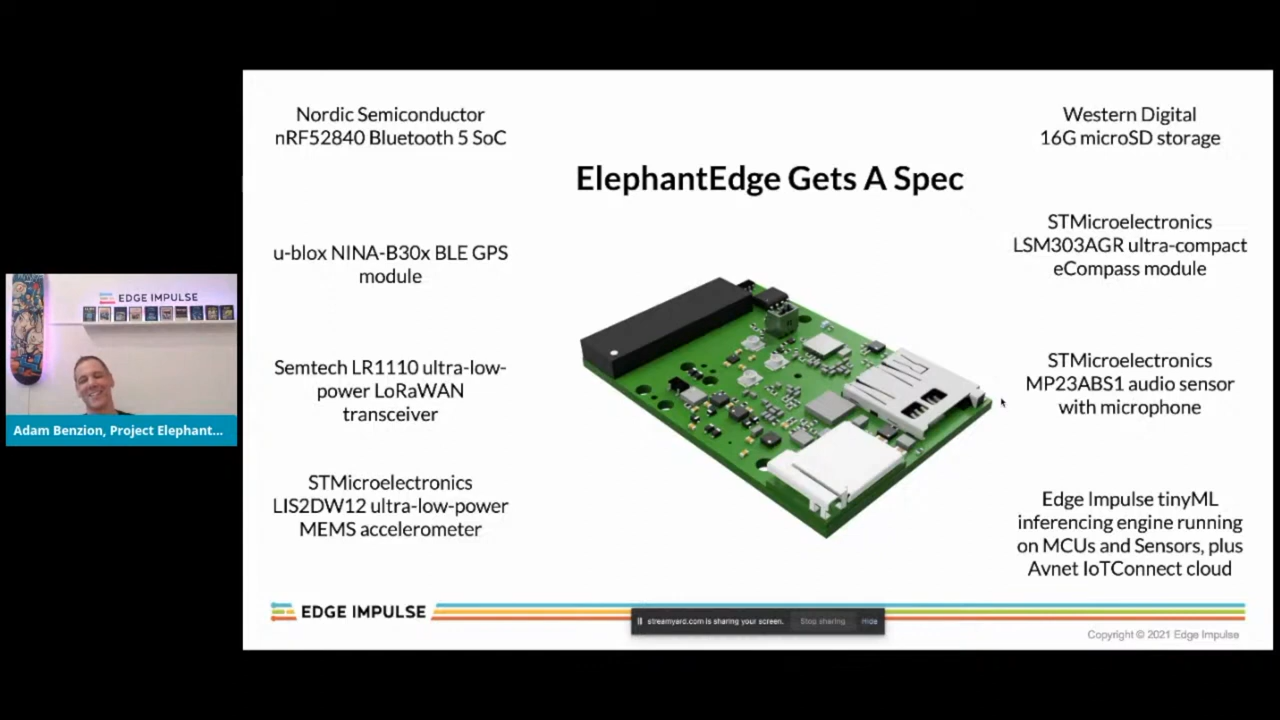 Nordic Semiconductor
nRF52840 Bluetooth 5 SoC
u-blox NINA-B30x BLE GPS
module
Semtech LR1110 ultra-low-
power LoRaWAN
transceiver
STMicroelectronics
LIS2DW12 ultra-low-power
MEMS accelerometer
ElephantEdge Gets A Spec
Western Digital
16G microSD storage
STMicroelectronics
LSM303AGR ultra-compact
eCompass module
STMicroelectronics
MP23ABS1 audio sensor
with microphone
Edge Impulse tinyML
inferencing engine running
on MCUs and Sensors, plus
Avnet IoTConnect cloud
EDGE IMPULSE
Adam Benzion, Project Elephant...
EDGE IMPULSE
streamyard.com is sharing your screen.
Stop sharing
Hide
Copyright © 2021 Edge Impulse